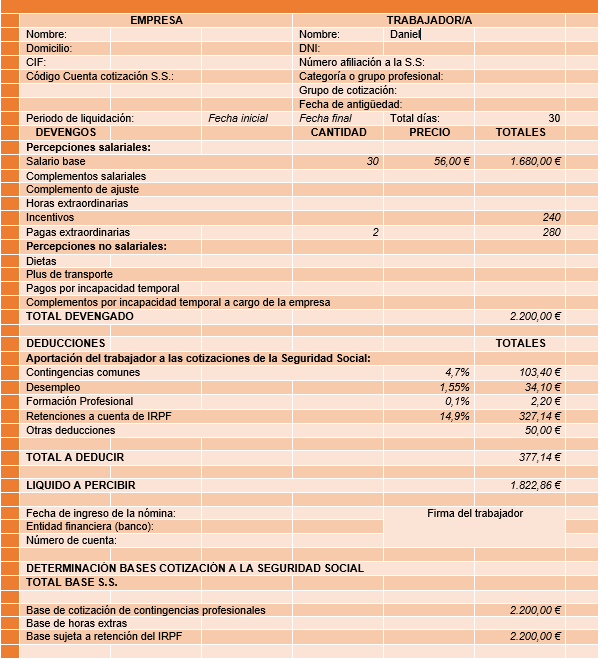 EMPRESA TRABAJADOR/A
Nombre: Nombre: Daniel
Domicilio: DNI:
CIF: Número afiliación a la S.S:
Código Cuenta cotización S.S.: Categoría o grupo profesional:
Grupo de cotización:
Fecha de antigüedad:
Periodo de liquidación: Fecha inicial Fecha final Total días: 30
DEVENGOS CANTIDAD PRECIO TOTALES
Percepciones salariales:
Salario base 30 56,00 € 1.680,00 €
Complementos salariales
Complemento de ajuste
Horas extraordinarias
Incentivos 240
Pagas extraordinarias 2 280
Percepciones no salariales:
Dietas
Plus de transporte
Pagos por incapacidad temporal
Complementos por incapacidad temporal a cargo de la empresa
TOTAL DEVENGADO 2.200,00 €
DEDUCCIONES TOTALES
Aportación del trabajador a las cotizaciones de la Seguridad Social:
Contingencias comunes 4,7% 103,40 €
Desempleo 1,55% 34,10 €
Formación Profesional 0,1% 2,20 €
Retenciones a cuenta de IRPF 14,9% 327,14 €
Otras deducciones 50,00 €
TOTAL A DEDUCIR 377,14 €
LIQUIDO A PERCIBIR 1.822,86 €
Fecha de ingreso de la nómina: Firma del trabajador
Entidad financiera (banco):
Número de cuenta:
DETERMINACIÓN BASES COTIZACIÓN A LA SEGURIDAD SOCIAL
TOTAL BASE S.S.
Base de cotización de contingencias profesionales 2.200,00 €
Base de horas extras
Base sujeta a retención del IRPF 2.200,00 €